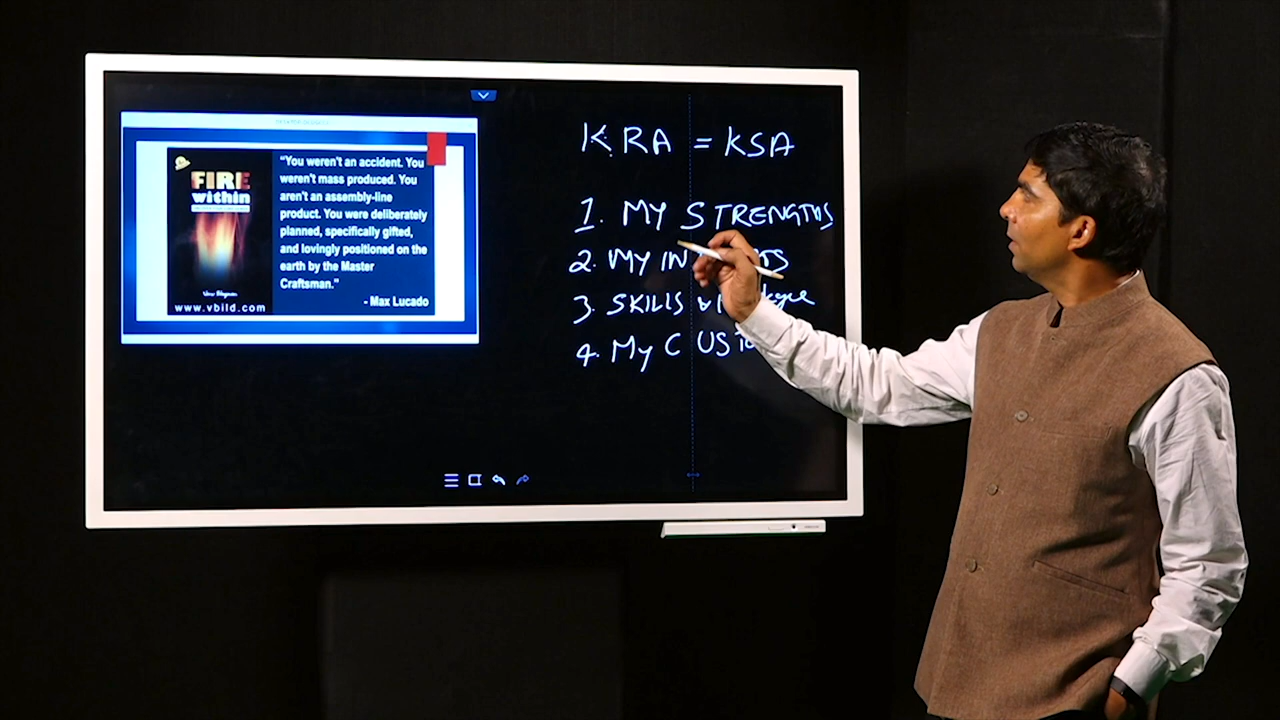 FIRE
within
www.vbild.com
"You weren't an accident. You
weren't mass produced. You
aren't an assembly-line
product. You were deliberately
planned, specifically gifted,
and lovingly positioned on the
earth by the Master
Craftsman."
- Max Lucado
KRA = KSA
1. MY STRENGTHS
2. MY IN
3. SKILLS &
4. My CUSTO